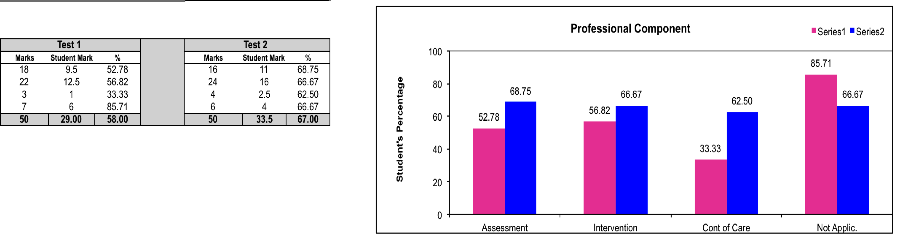 Test 1 Test 2
Marks Student Mark % Marks Student Mark %
18 9.5 52.78 16 11 68.75
22 12.5 56.82 24 16 66.67
3 1 33.33 4 2.5 62.50
7 6 85.71 6 4 66.67
50 29.00 58.00 50 33.5 67.00
Professional Component
Series1 Series2
Student's Percentage
100
80
60
40
20
0
52.78 68.75 56.82 66.67 33.33 62.50 85.71 66.67
Assessment Intervention Cont of Care Not Applic.